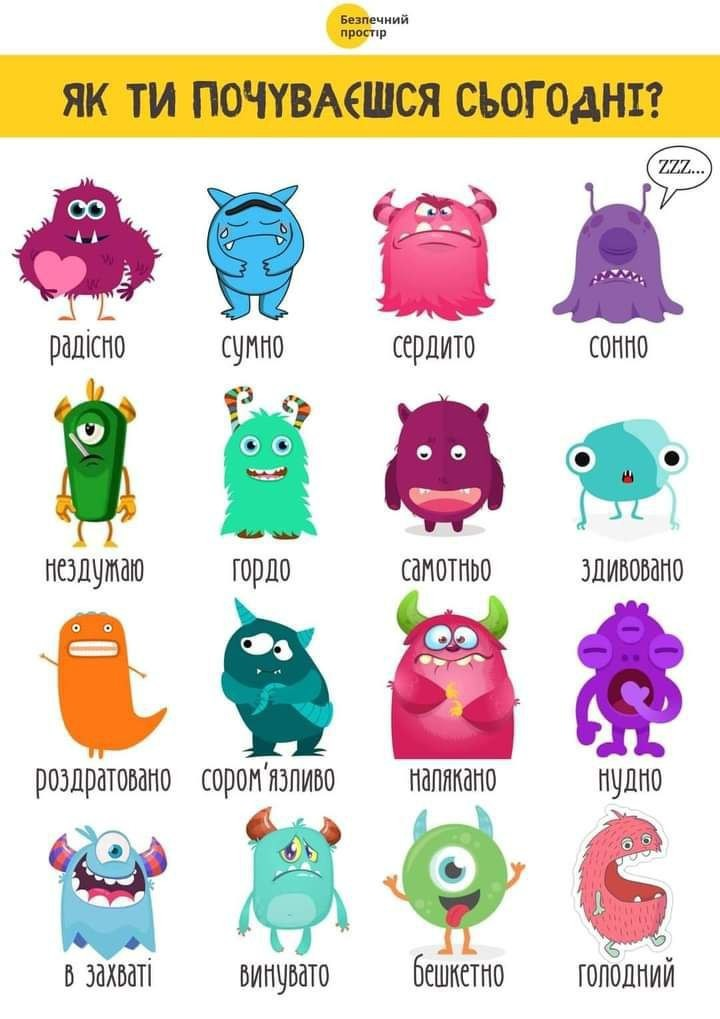 Безпечний
простір
ЯК ТИ ПОЧУВАЄШСЯ СЬОГОДНІ?
ZZZ...
радісно сумно сердито сонно
нездужаю гордо самотньо здивовано
роздратовано сором'язливо налякано нудно
в захваті винувато бешкетно голодний